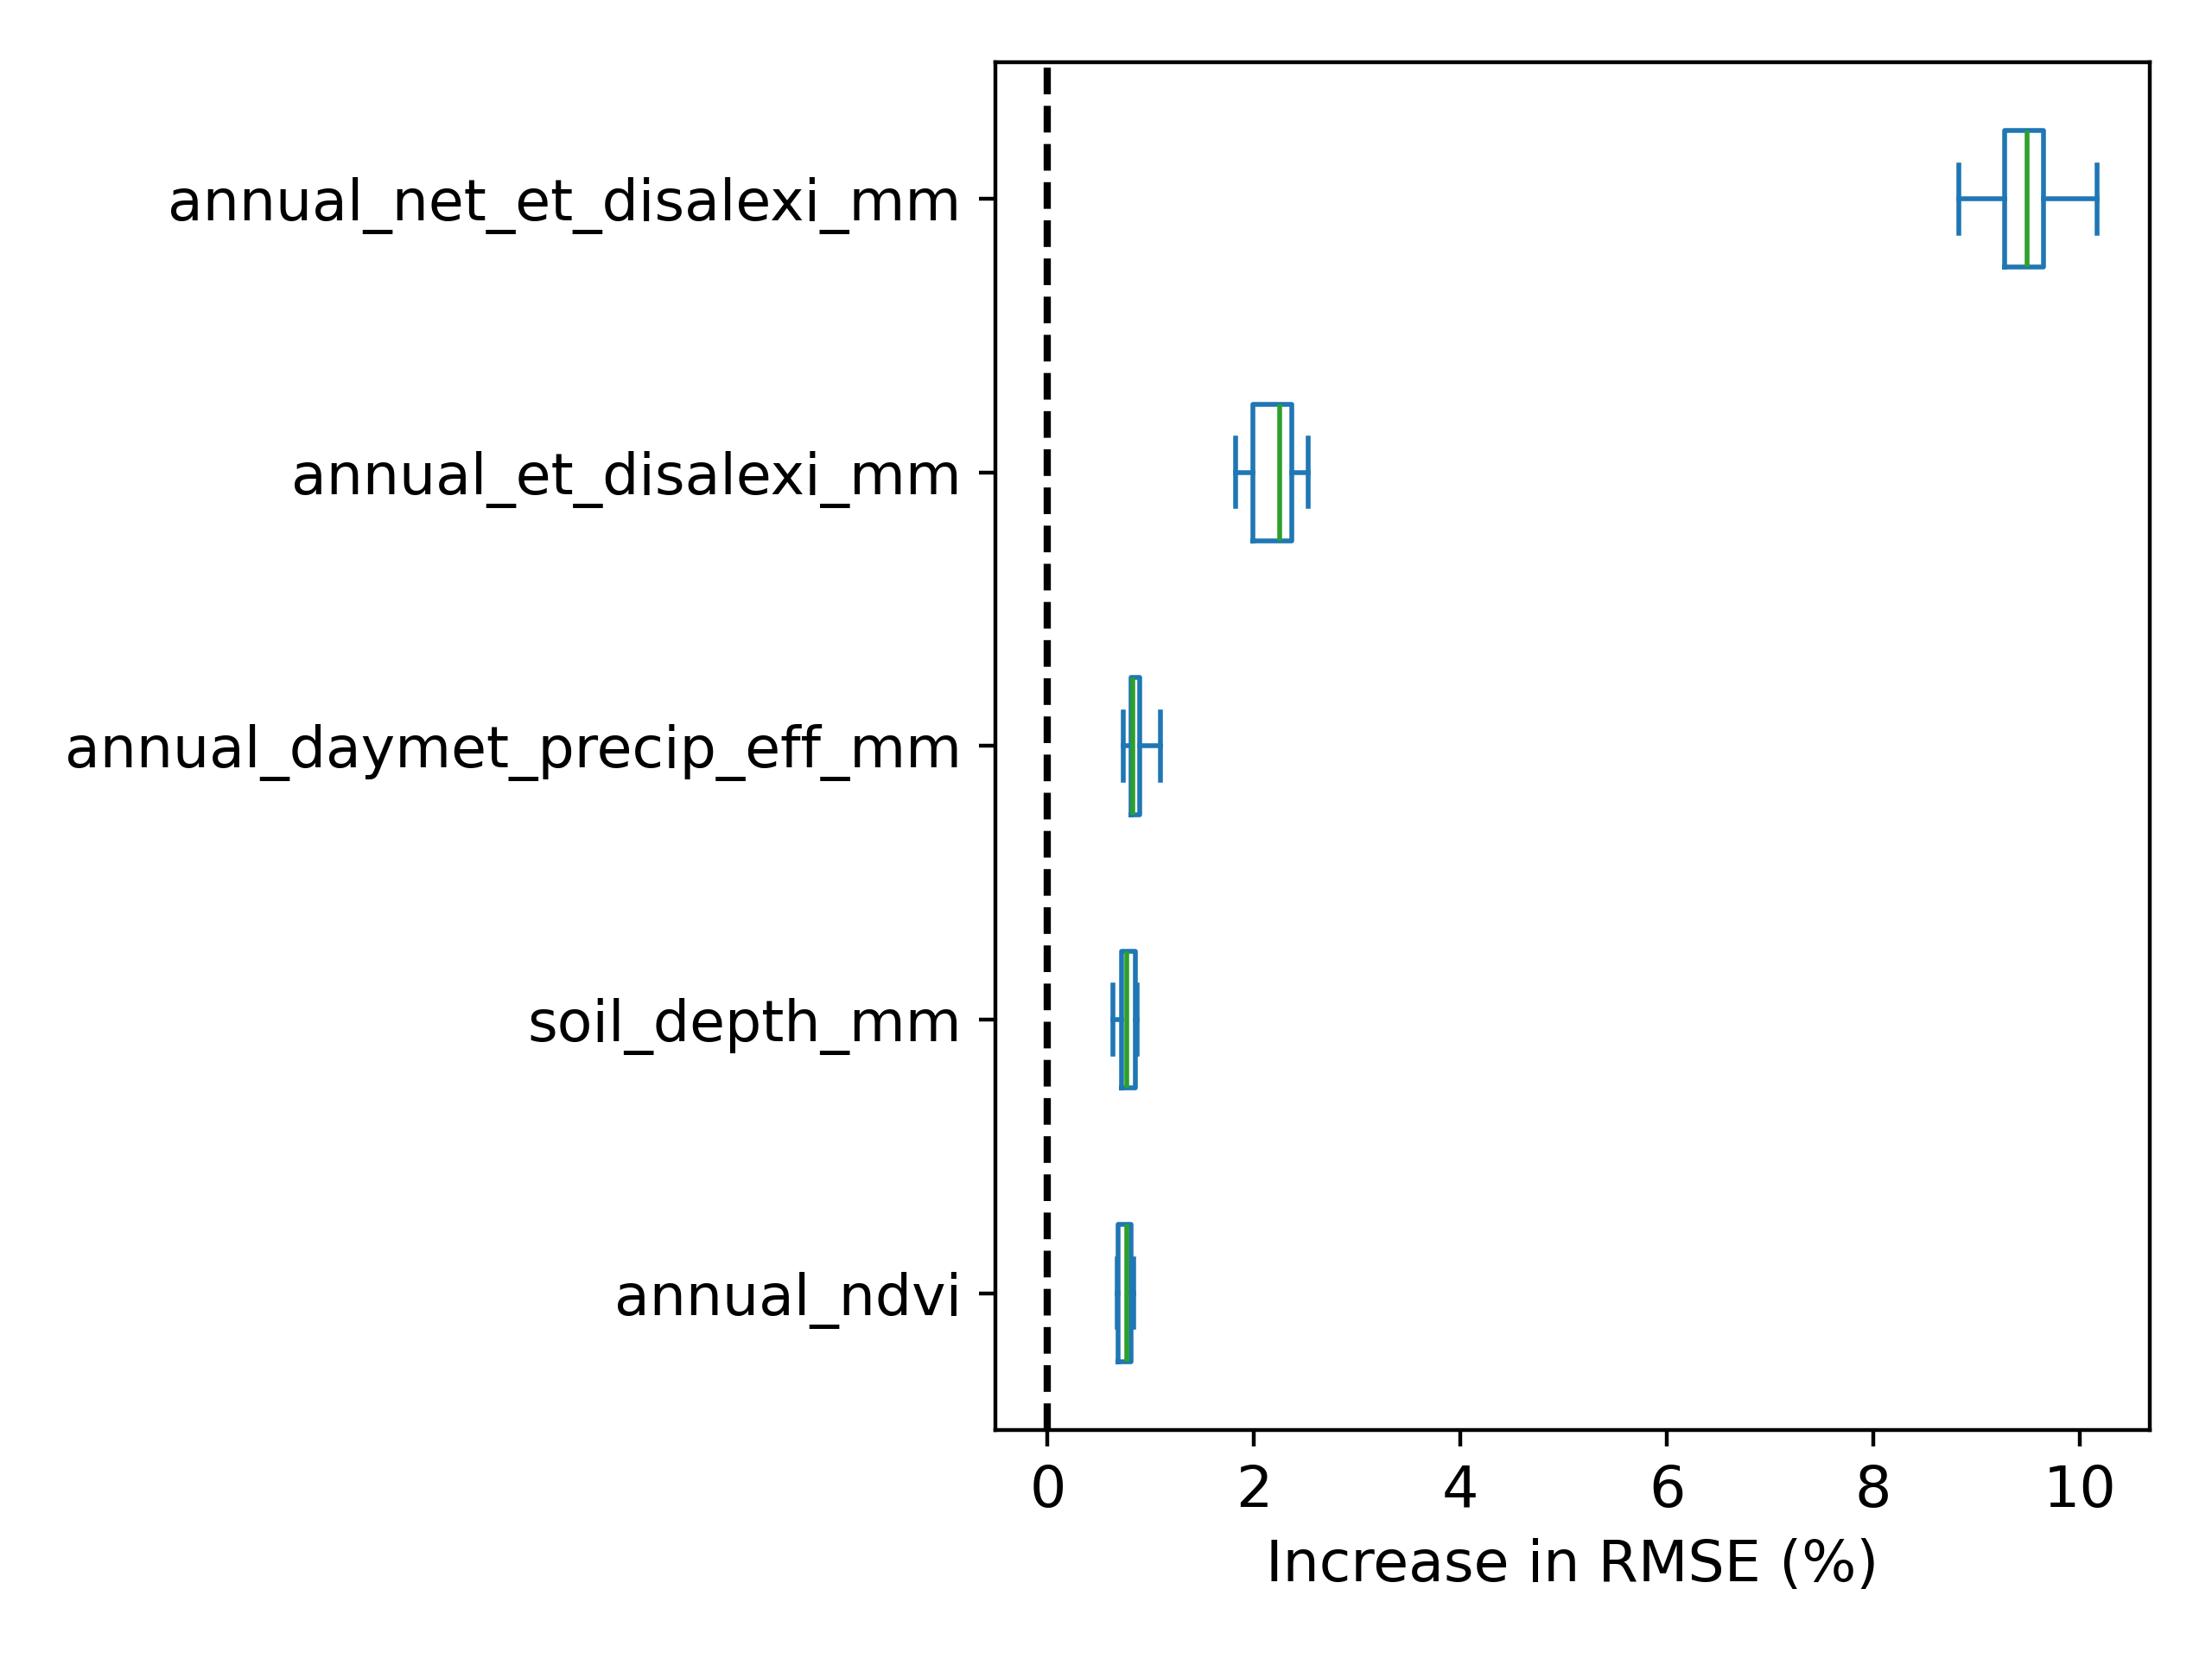 annual_net_et_disalexi_mm
annual_et_disalexi_mm
annual_daymet_precip_eff_mm
soil_depth_mm
annual_ndvi
0 2 4 6 8 10
Increase in RMSE (%)